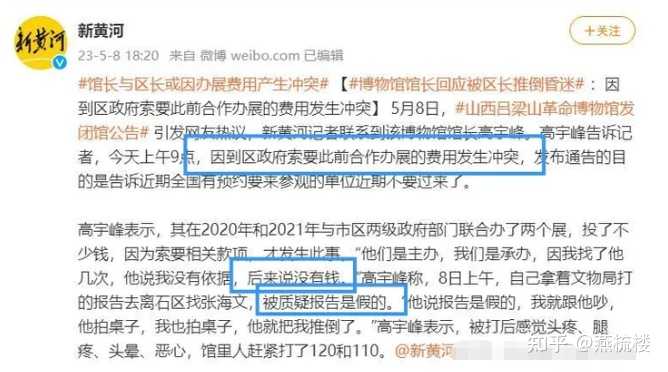 新黄河
新黄河
23-5-8 18:20 来自 微博 weibo.com 已编辑
+关注
#馆长与区长或因办展费用产生冲突# 【#博物馆馆长回应被区长推倒昏迷#：因
到区政府索要此前合作办展的费用发生冲突】5月8日，#山西吕梁山革命博物馆发
闭馆公告# 引发网友热议，新黄河记者联系到该博物馆馆长高宇峰。高宇峰告诉记
者，今天上午9点，因到区政府索要此前合作办展的费用发生冲突，发布通告的目
的是告诉近期全国有预约要来参观的单位近期不要过来了。
高宇峰表示，其在2020年和2021年与市区两级政府部门联合办了两个展，投了不
少钱，因为索要相关款项，才发生此事。“他们是主办，我们是承办，因我找了他
几次，他说我没有依据，后来说没有钱。”高宇峰称，8日上午，自己拿着文物局打
的报告去离石区找张海文，被质疑报告是假的。“他说报告是假的，我就跟他吵，
他拍桌子，我也拍桌子，他就把我推倒了。”高宇峰表示，被打后感觉头疼、腿
疼、头晕、恶心，馆里人赶紧打了120和110。@新黄河
知乎 @燕梳楼